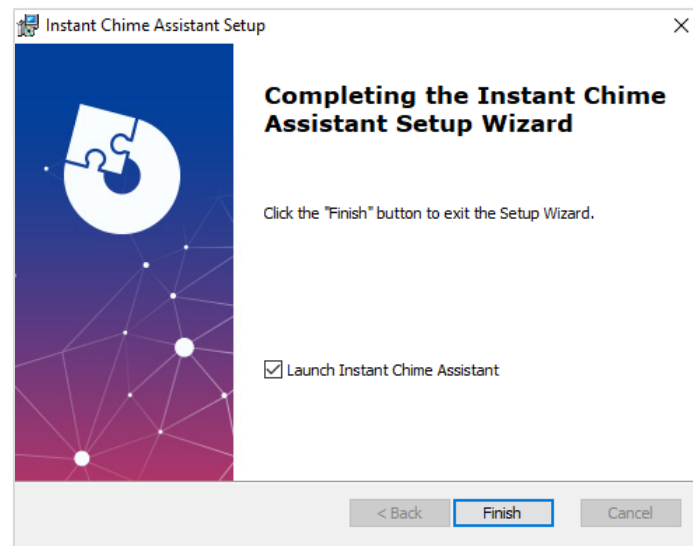 Instant Chime Assistant Setup
Completing the Instant Chime
Assistant Setup Wizard
Click the "Finish" button to exit the Setup Wizard.
Launch Instant Chime Assistant
< Back
Finish
Cancel